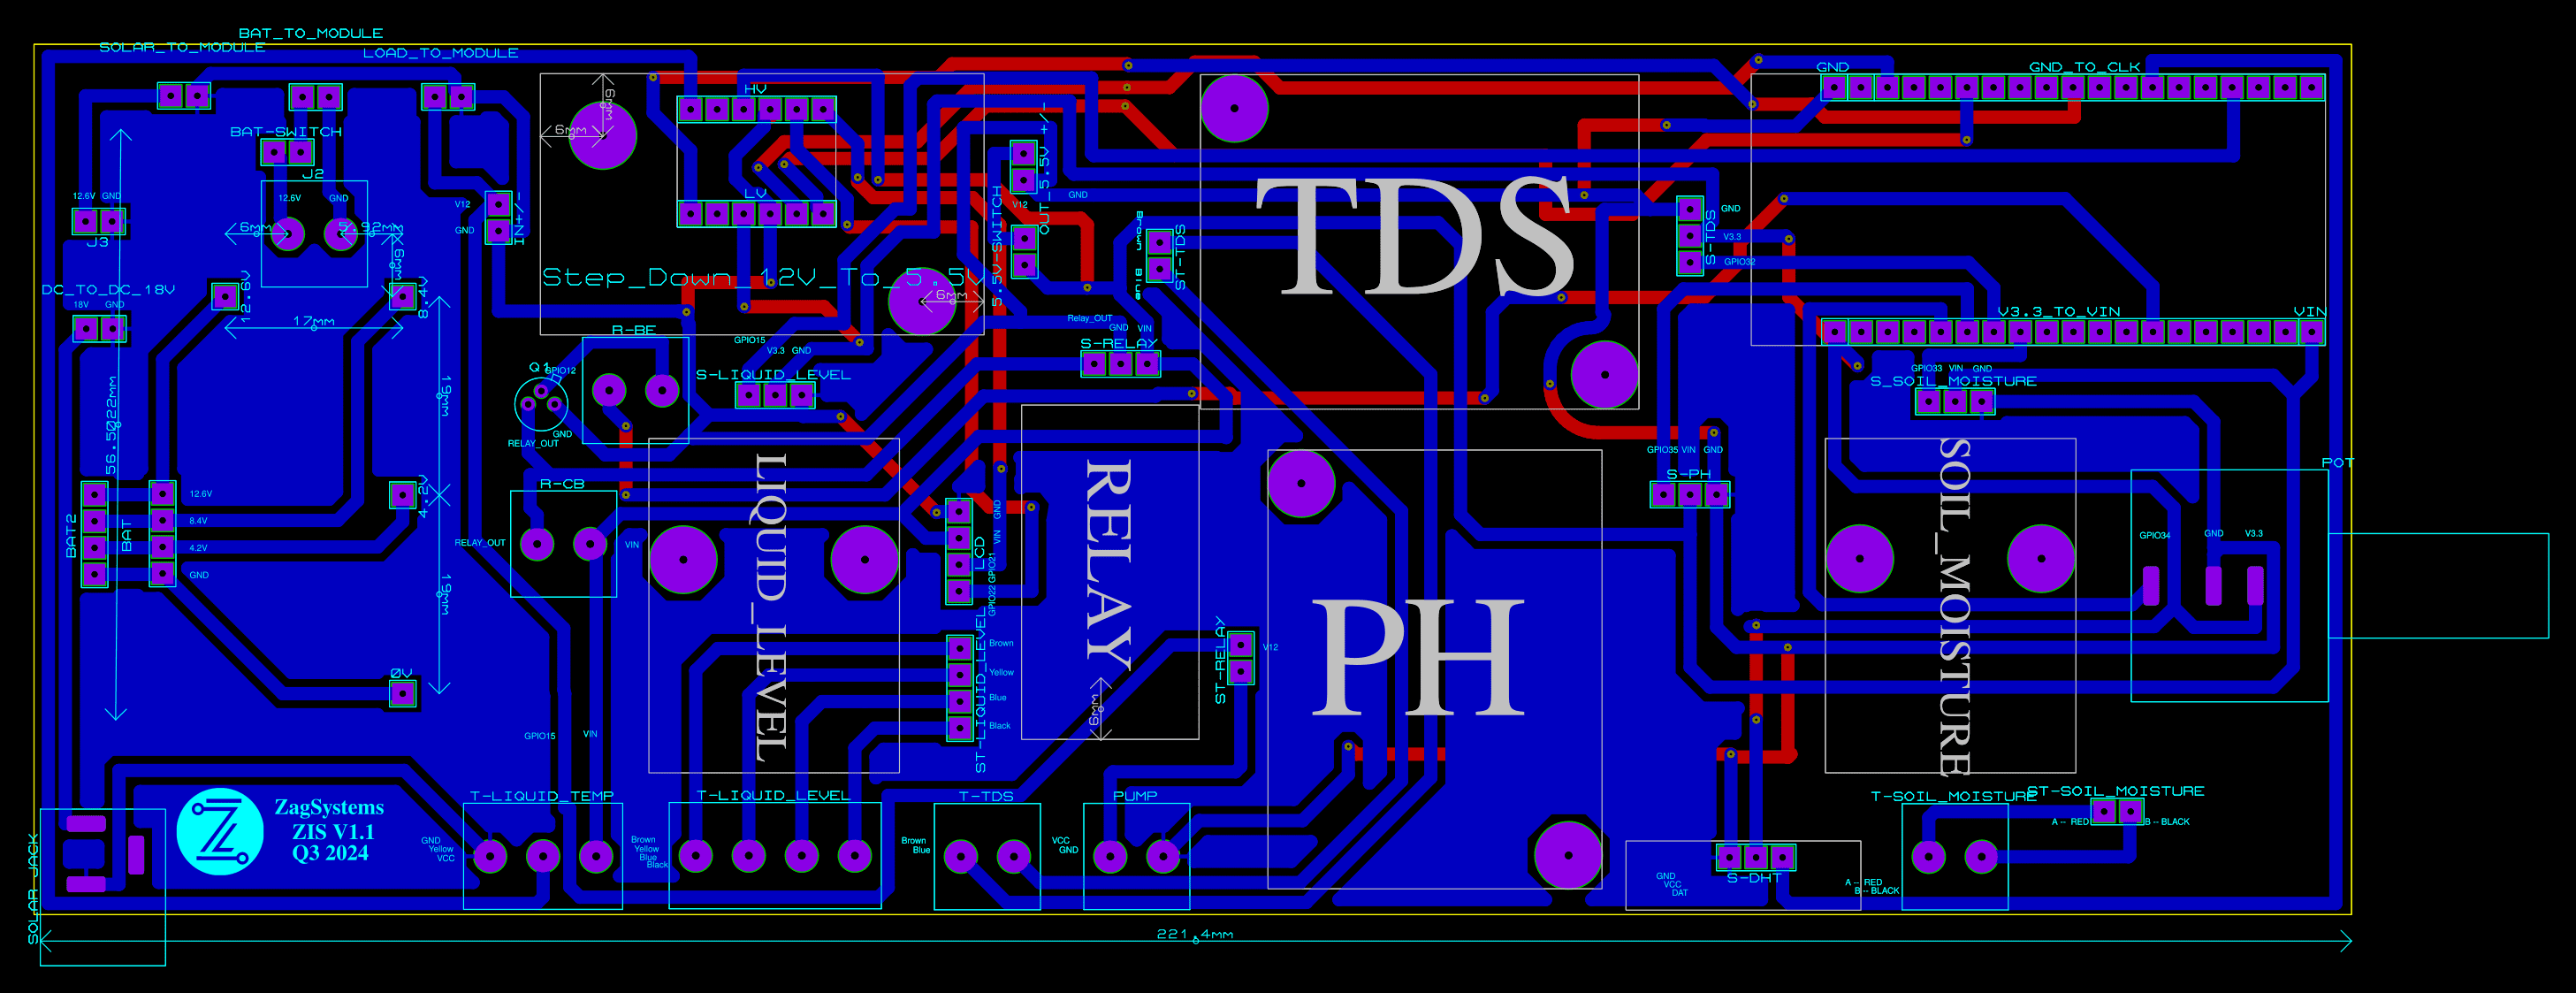 BAT_TO_MODULE
SOLAR_TO_MODULE
LOAD_TO_MODULE
GND
GND_TO_CLK
HV
6mm
6mm
BAT-SWITCH
J2
12.6V
GND
12.6V
GND
J3
6mm
5.92mm
6mm
V12
GND
IN+/-
LV
OUT_5.5V +/-
V12
GND
5.5V-SWITCH
Brown
Blue
ST-TDS
TDS
S-TDS
GND
V3.3
GPIO32
Step_Down_12V_To_5.5V
6mm
DC_TO_DC_18V
18V
GND
12.6V
8.4V
17mm
R-BE
GPIO15
V3.3
GND
Relay_OUT
GND
VIN
S-RELAY
V3.3_TO_VIN
VIN
Q1
GPIO12
S-LIQUID_LEVEL
GPIO33
VIN
GND
S_SOIL_MOISTURE
19mm
56.5022mm
GND
RELAY_OUT
GPIO35
VIN
GND
S-PH
POT
R-CB
BAT2
BAT
12.6V
8.4V
4.2V
GND
4.2V
RELAY_OUT
VIN
LIQUID_LEVEL
GND
VIN
GPIO21
GPIO22
LCD
RELAY
SOIL_MOISTURE
GPIO34
GND
V3.3
19mm
ST-LIQUID_LEVEL
Brown
Yellow
Blue
Black
ST-RELAY
V12
PH
0V
6mm
GPIO15
VIN
ZagSystems
ZIS V1.1
Q3 2024
T-LIQUID_TEMP
GND
Yellow
VCC
T-LIQUID_LEVEL
Brown
Yellow
Blue
Black
T-TDS
Brown
Blue
PUMP
VCC
GND
S-DHT
GND
VCC
DAT
T-SOIL_MOISTURE
A -- RED
B -- BLACK
ST-SOIL_MOISTURE
A -- RED
B -- BLACK
SOLAR JACK
221.4mm